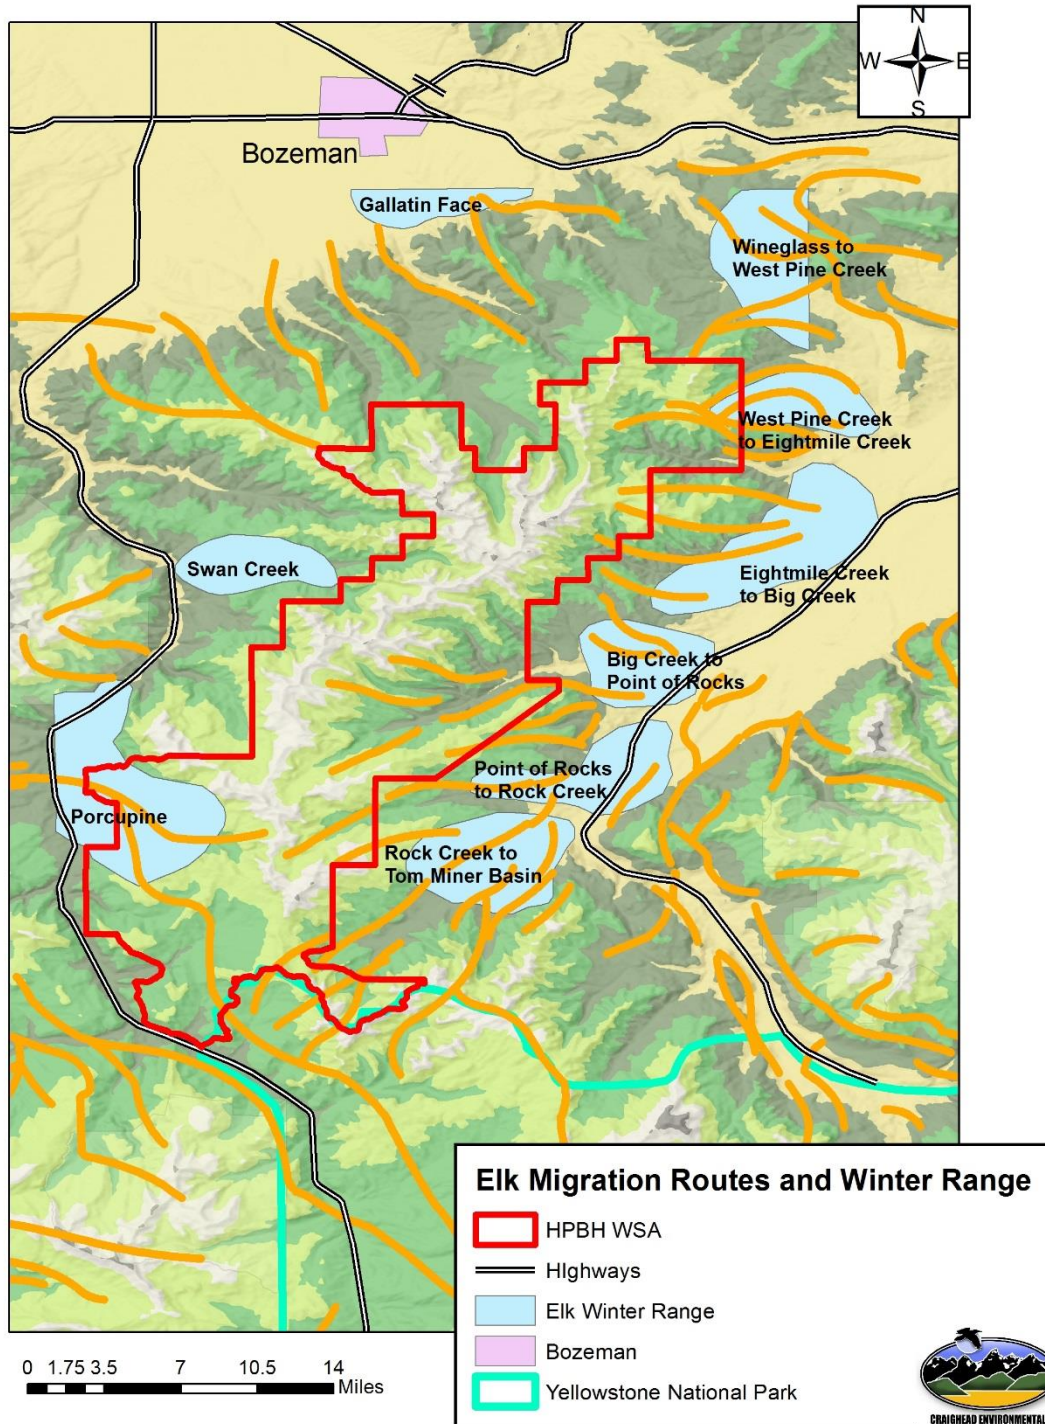 N
W E
S
Bozeman
Gallatin Face
Wineglass to
West Pine Creek
West Pine Creek
to Eightmile Creek
Swan Creek
Eightmile Creek
to Big Creek
Big Creek to
Point of Rocks
Point of Rocks
to Rock Creek
Porcupine
Rock Creek to
Tom Miner Basin
Elk Migration Routes and Winter Range
HPBH WSA
HIghways
Elk Winter Range
Bozeman
Yellowstone National Park
0 1.75 3.5 7 10.5 14
Miles
CRAIGHEAD ENVIRONMENTAL